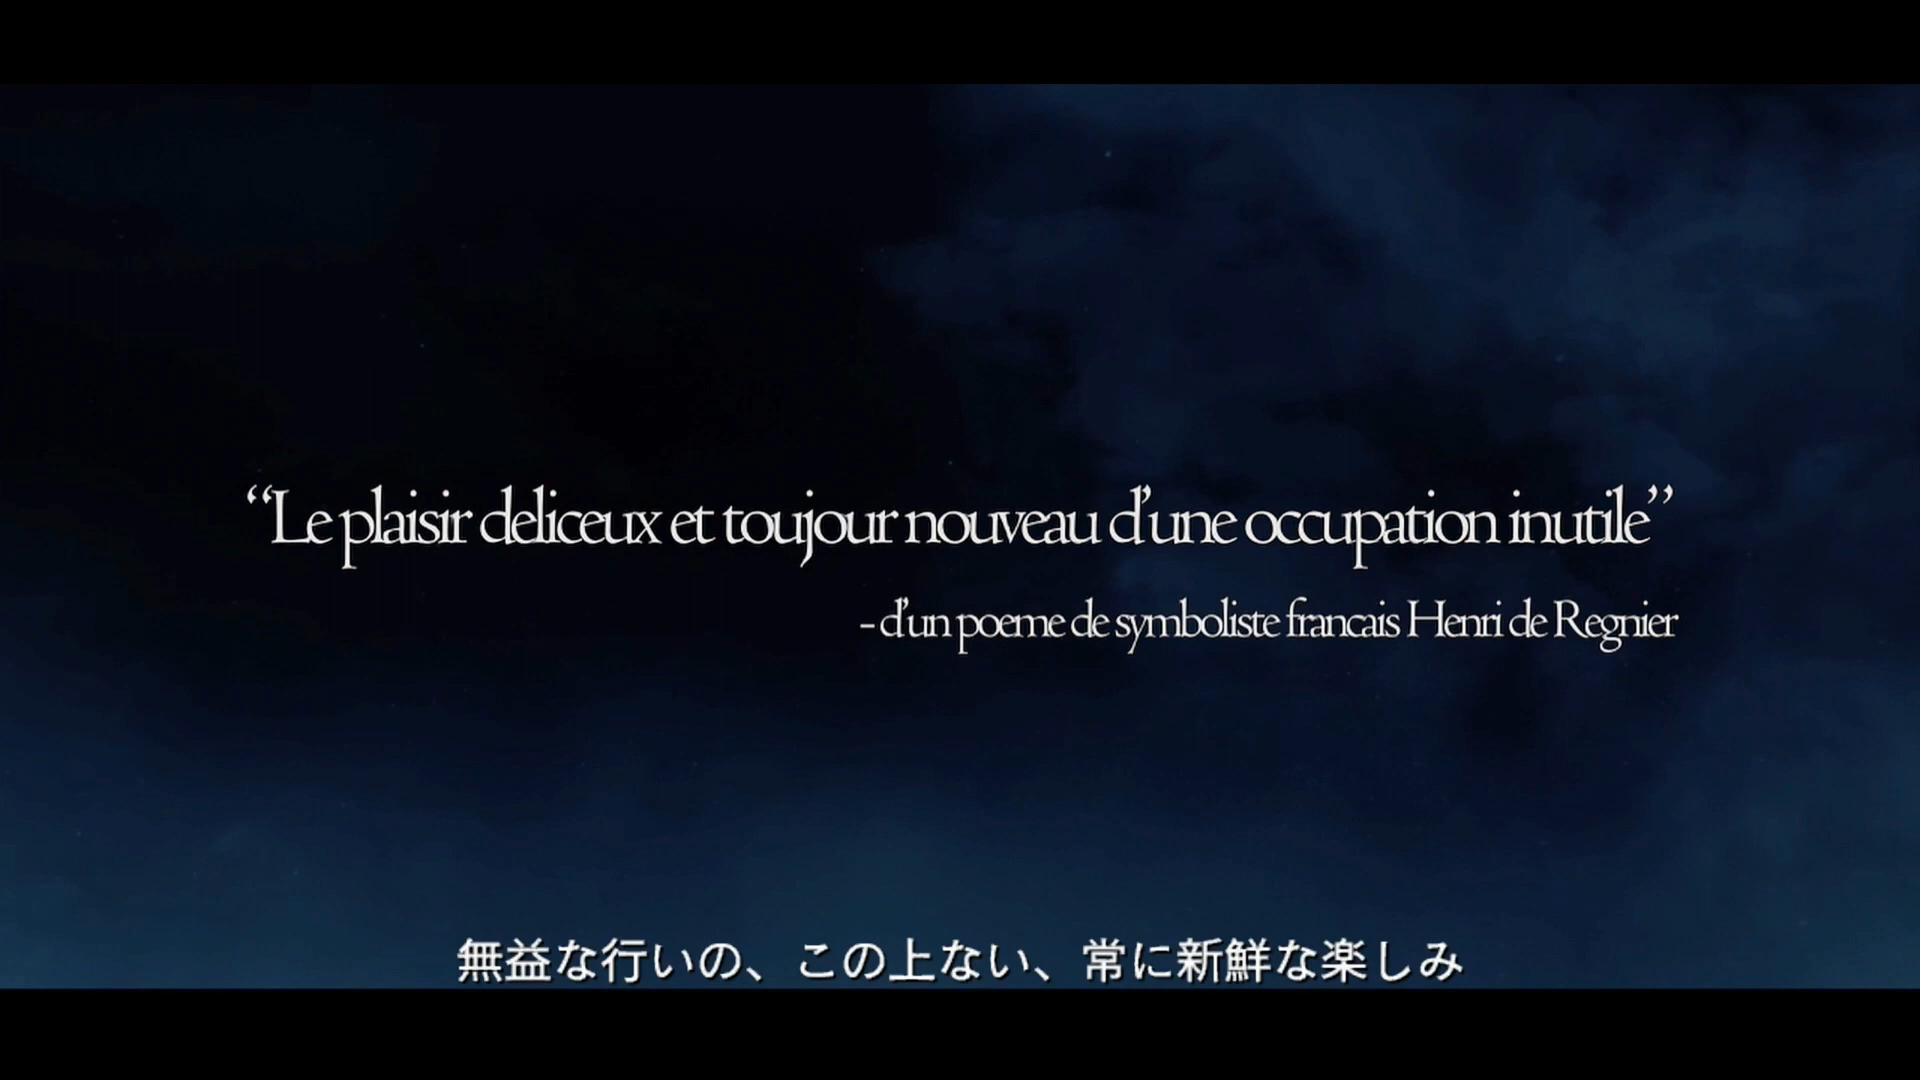 “Le plaisir deliceux et toujour nouveau d’une occupation inutile”
- d’un poeme de symboliste francais Henri de Regnier
無益な行いの、この上ない、常に新鮮な楽しみ